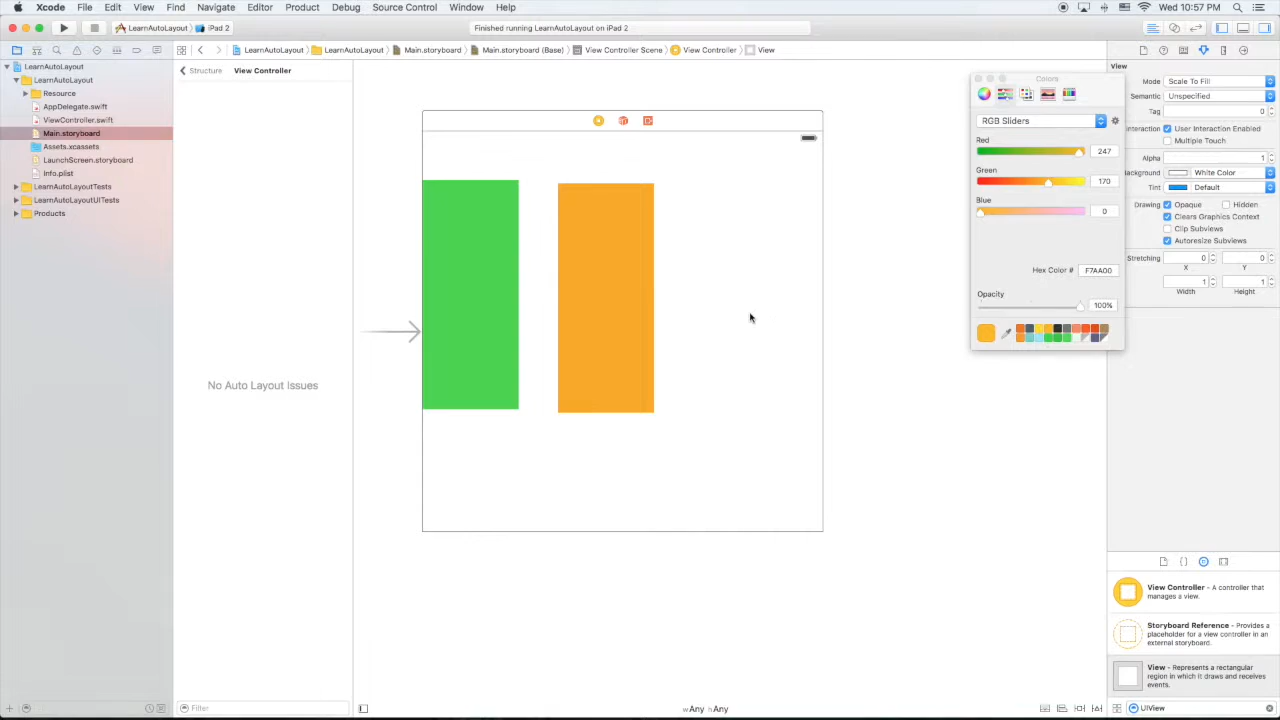 Xcode File Edit View Find Navigate Editor Product Debug Source Control Window Help Wed 10:57 PM
LearnAutoLayout iPad 2 Finished running LearnAutoLayout on iPad 2
LearnAutoLayout LearnAutoLayout Main.storyboard Main.storyboard (Base) View Controller Scene View Controller View
LearnAutoLayout
LearnAutoLayout
Resource
AppDelegate.swift
ViewController.swift
Main.storyboard
Assets.xcassets
LaunchScreen.storyboard
Info.plist
LearnAutoLayoutTests
LearnAutoLayoutUITests
Products
Structure View Controller
No Auto Layout Issues
Filter
wAny hAny
Colors
RGB Sliders
Red
247
Green
170
Blue
0
Hex Color # F7AA00
Opacity
100%
View
Mode Scale To Fill
Semantic Unspecified
Tag 0
Interaction User Interaction Enabled
Multiple Touch
Alpha 1
Background White Color
Tint Default
Drawing Opaque Hidden
Clears Graphics Context
Clip Subviews
Autoresize Subviews
Stretching 0 0
X Y
1 1
Width Height
View Controller - A controller that
manages a view.
Storyboard Reference - Provides a
placeholder for a view controller in an
external storyboard.
View - Represents a rectangular
region in which it draws and receives
events.
UIView